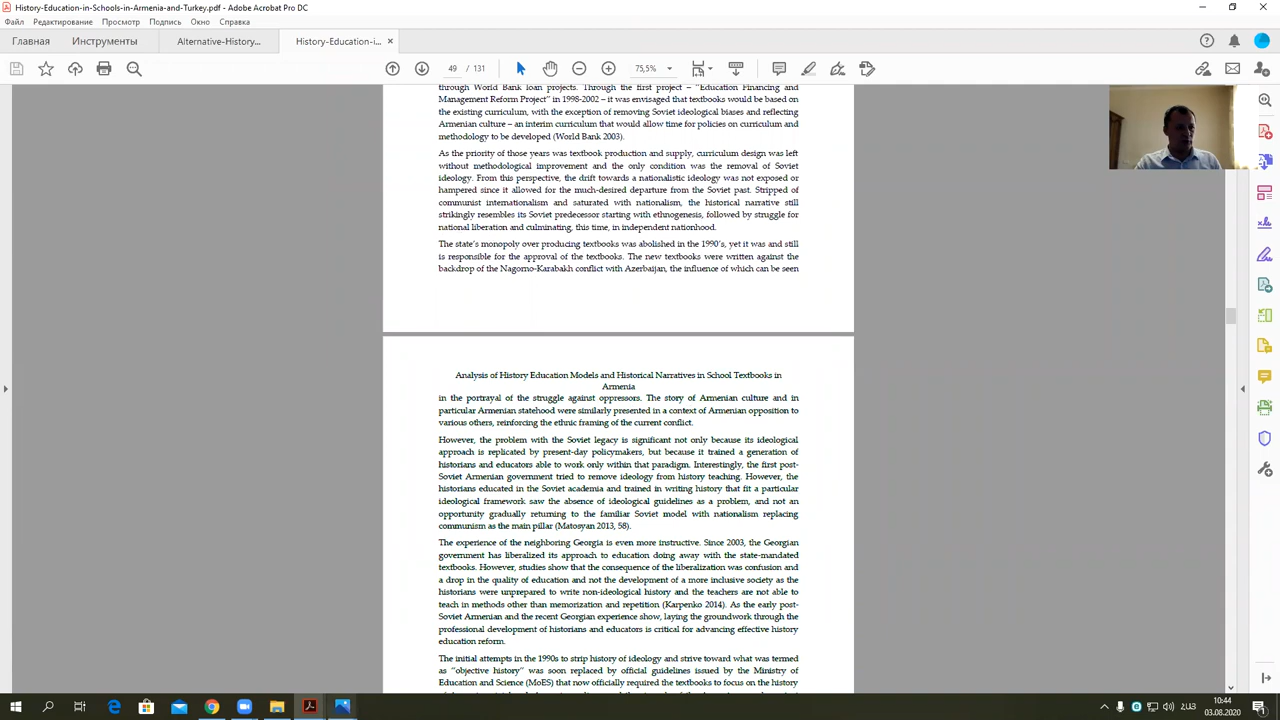 History-Education-in-Schools-in-Armenia-and-Turkey.pdf - Adobe Acrobat Pro DC
Файл Редактирование Просмотр Подпись Окно Справка
Главная Инструменты Alternative-History... History-Education-i... ×
49 / 131 75,5%
through World Bank loan projects. Through the first project – "Education Financing and
Management Reform Project" in 1998-2002 – it was envisaged that textbooks would be based on
the existing curriculum, with the exception of removing Soviet ideological biases and reflecting
Armenian culture – an interim curriculum that would allow time for policies on curriculum and
methodology to be developed (World Bank 2003).
As the priority of those years was textbook production and supply, curriculum design was left
without methodological improvement and the only condition was the removal of Soviet
ideology. From this perspective, the drift towards a nationalistic ideology was not exposed or
hampered since it allowed for the much-desired departure from the Soviet past. Stripped of
communist internationalism and saturated with nationalism, the historical narrative still
strikingly resembles its Soviet predecessor starting with ethnogenesis, followed by struggle for
national liberation and culminating, this time, in independent nationhood.
The state's monopoly over producing textbooks was abolished in the 1990's, yet it was and still
is responsible for the approval of the textbooks. The new textbooks were written against the
backdrop of the Nagorno-Karabakh conflict with Azerbaijan, the influence of which can be seen
Analysis of History Education Models and Historical Narratives in School Textbooks in
Armenia
in the portrayal of the struggle against oppressors. The story of Armenian culture and in
particular Armenian statehood were similarly presented in a context of Armenian opposition to
various others, reinforcing the ethnic framing of the current conflict.
However, the problem with the Soviet legacy is significant not only because its ideological
approach is replicated by present-day policymakers, but because it trained a generation of
historians and educators able to work only within that paradigm. Interestingly, the first post-
Soviet Armenian government tried to remove ideology from history teaching. However, the
historians educated in the Soviet academia and trained in writing history that fit a particular
ideological framework saw the absence of ideological guidelines as a problem, and not an
opportunity gradually returning to the familiar Soviet model with nationalism replacing
communism as the main pillar (Matosyan 2013, 58).
The experience of the neighboring Georgia is even more instructive. Since 2003, the Georgian
government has liberalized its approach to education doing away with the state-mandated
textbooks. However, studies show that the consequence of the liberalization was confusion and
a drop in the quality of education and not the development of a more inclusive society as the
historians were unprepared to write non-ideological history and the teachers are not able to
teach in methods other than memorization and repetition (Karpenko 2014). As the early post-
Soviet Armenian and the recent Georgian experience show, laying the groundwork through the
professional development of historians and educators is critical for advancing effective history
education reform.
The initial attempts in the 1990s to strip history of ideology and strive toward what was termed
as "objective history" was soon replaced by official guidelines issued by the Ministry of
Education and Science (MoES) that now officially required the textbooks to focus on the history
10:44
03.08.2020